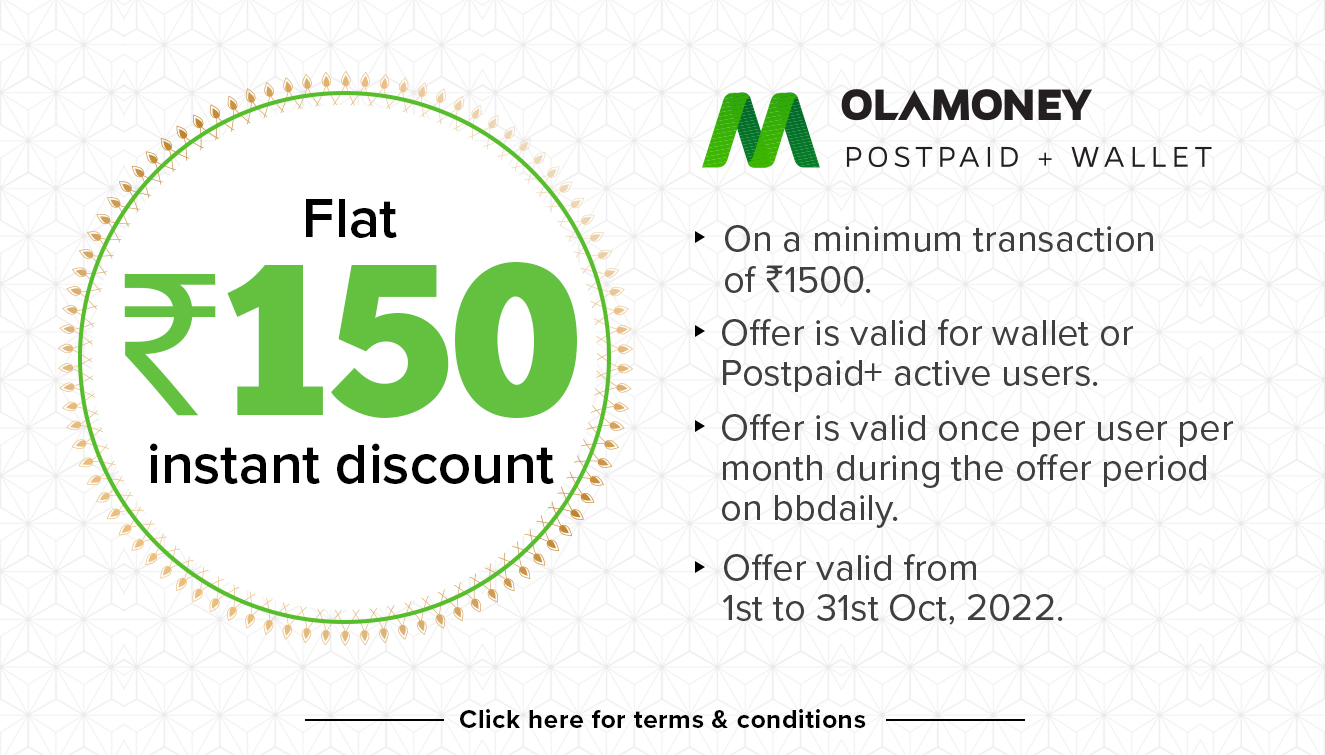 Flat
₹150
instant discount
OLAMONEY
POSTPAID + WALLET
‣ On a minimum transaction
of ₹1500.
‣ Offer is valid for wallet or
Postpaid+ active users.
‣ Offer is valid once per user per
month during the offer period
on bbdaily.
‣ Offer valid from
1st to 31st Oct, 2022.
Click here for terms & conditions